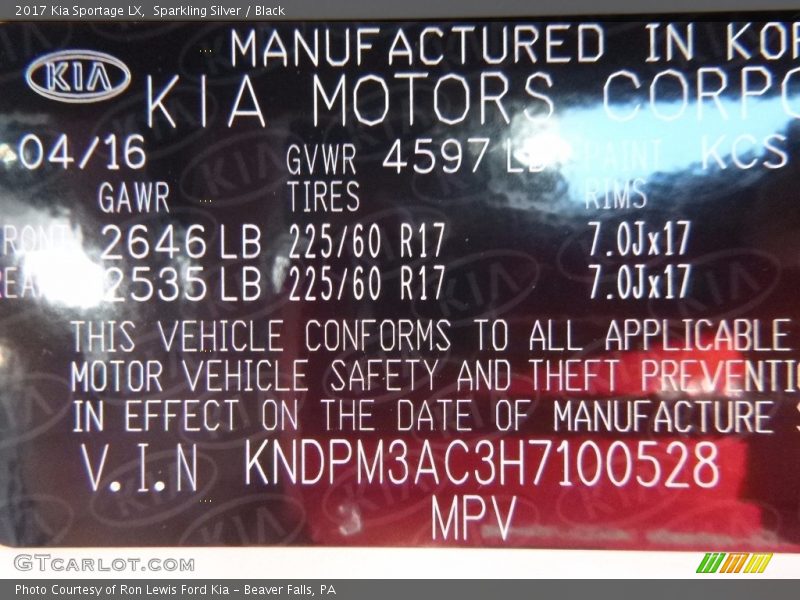 2017 Kia Sportage LX,  Sparkling Silver / Black
MANUFACTURED IN KOR
KIA
KIA MOTORS CORPO
04/16 GVWR 4597 LB PAINT KCS
GAWR TIRES RIMS
FRONT 2646 LB 225/60 R17 7.0Jx17
REAR 2535 LB 225/60 R17 7.0Jx17
THIS VEHICLE CONFORMS TO ALL APPLICABLE
MOTOR VEHICLE SAFETY AND THEFT PREVENTIO
IN EFFECT ON THE DATE OF MANUFACTURE
V.I.N KNDPM3AC3H7100528
MPV
GTCARLOT.COM
Photo Courtesy of Ron Lewis Ford Kia - Beaver Falls, PA